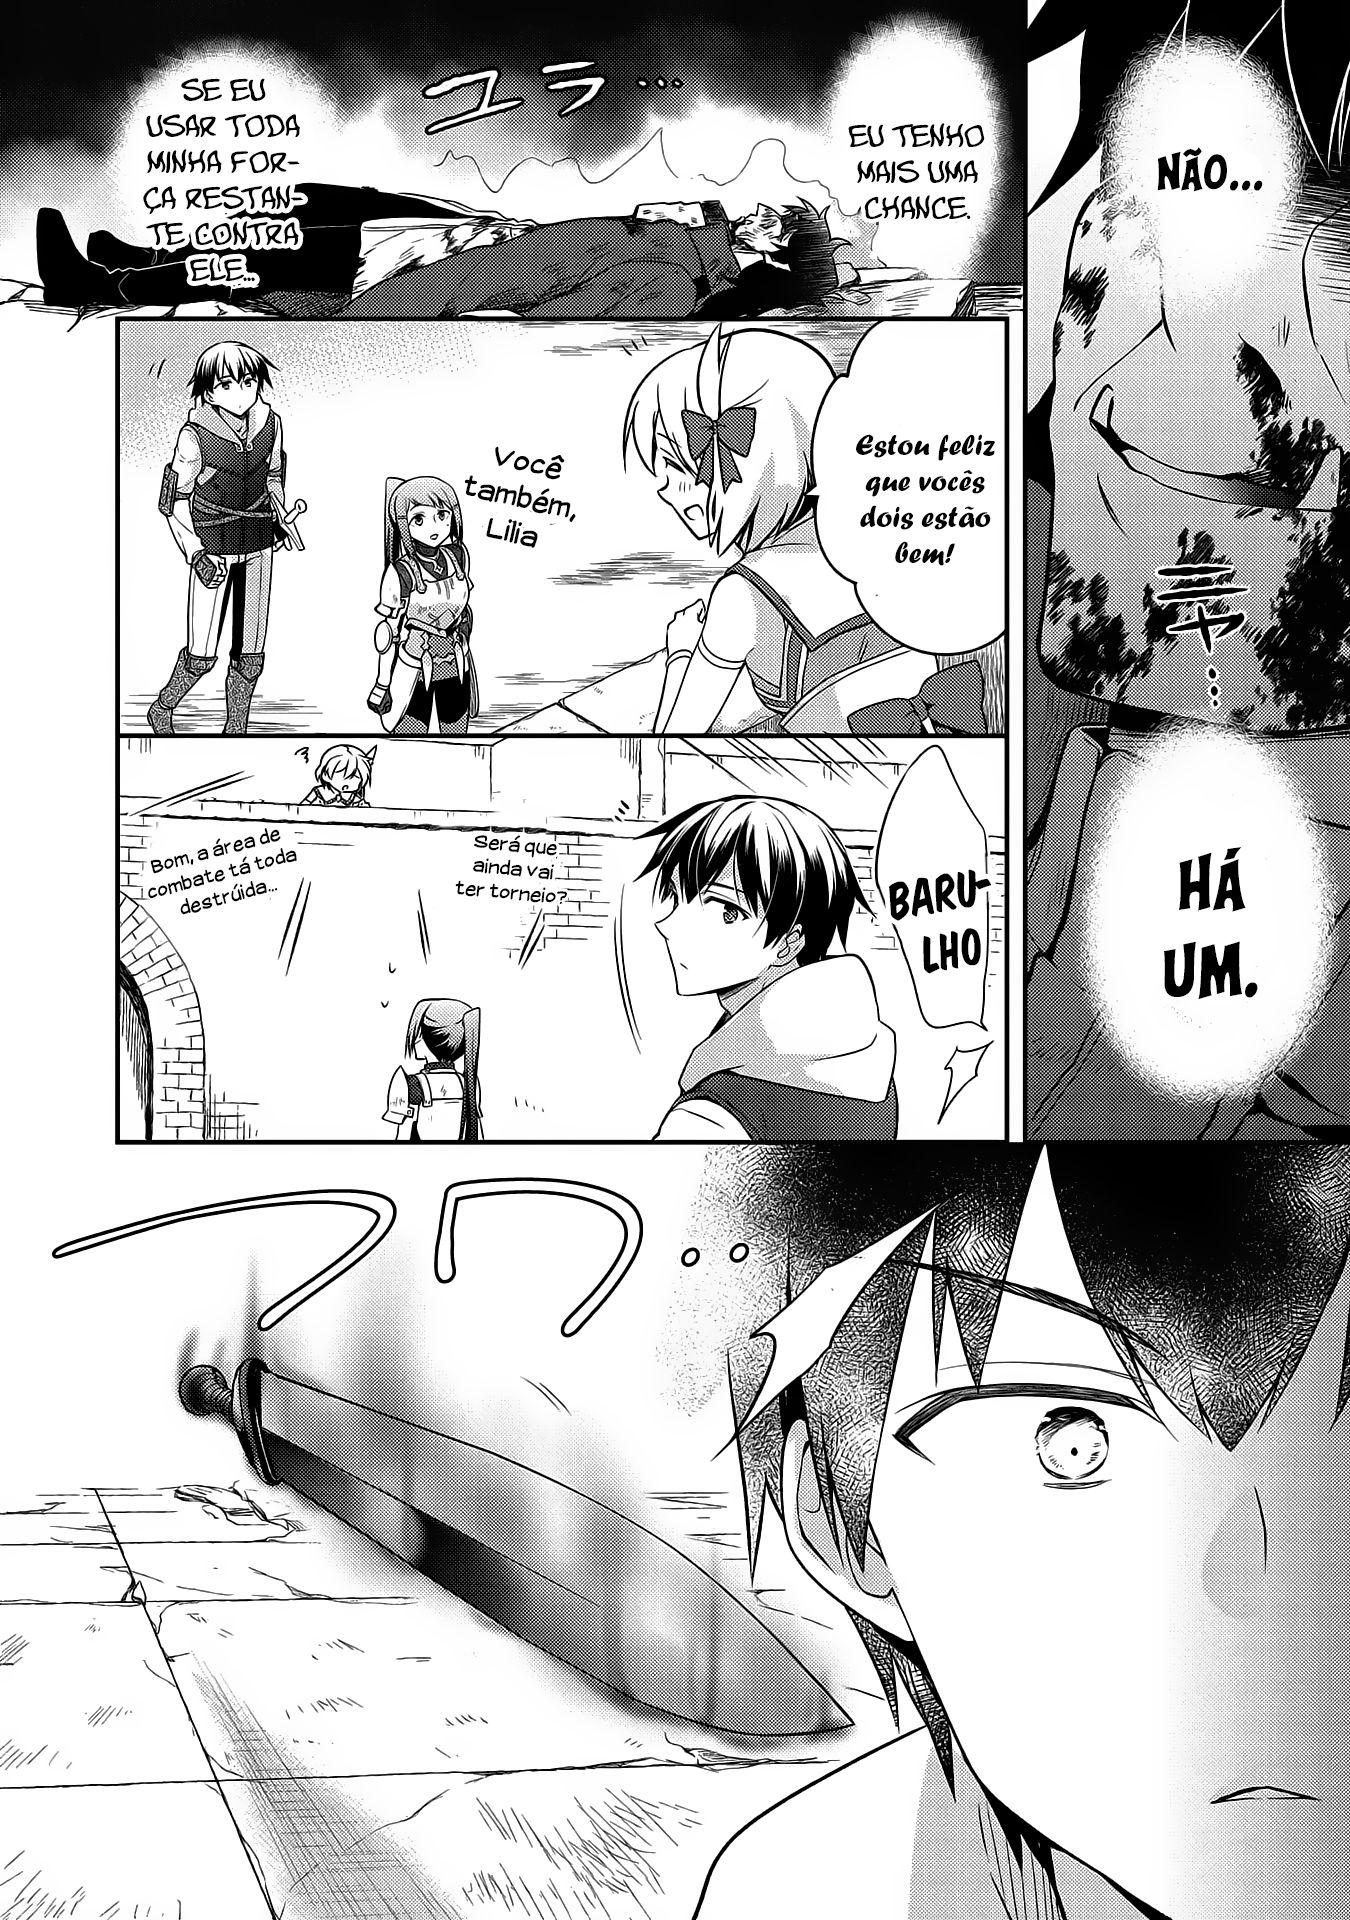 NÃO...
ニヤ...
HÁ
UM.
EU TENHO
MAIS UMA
CHANCE.
ユラ...
SE EU
USAR TODA
MINHA FOR-
ÇA RESTAN-
TE CONTRA
ELE...
Estou feliz
que vocês
dois estão
bem!
Você
também,
Lilia
BARU-
LHO
Será que
ainda vai
ter torneio?
Bom, a área de
combate tá toda
destrúida...
フワ...